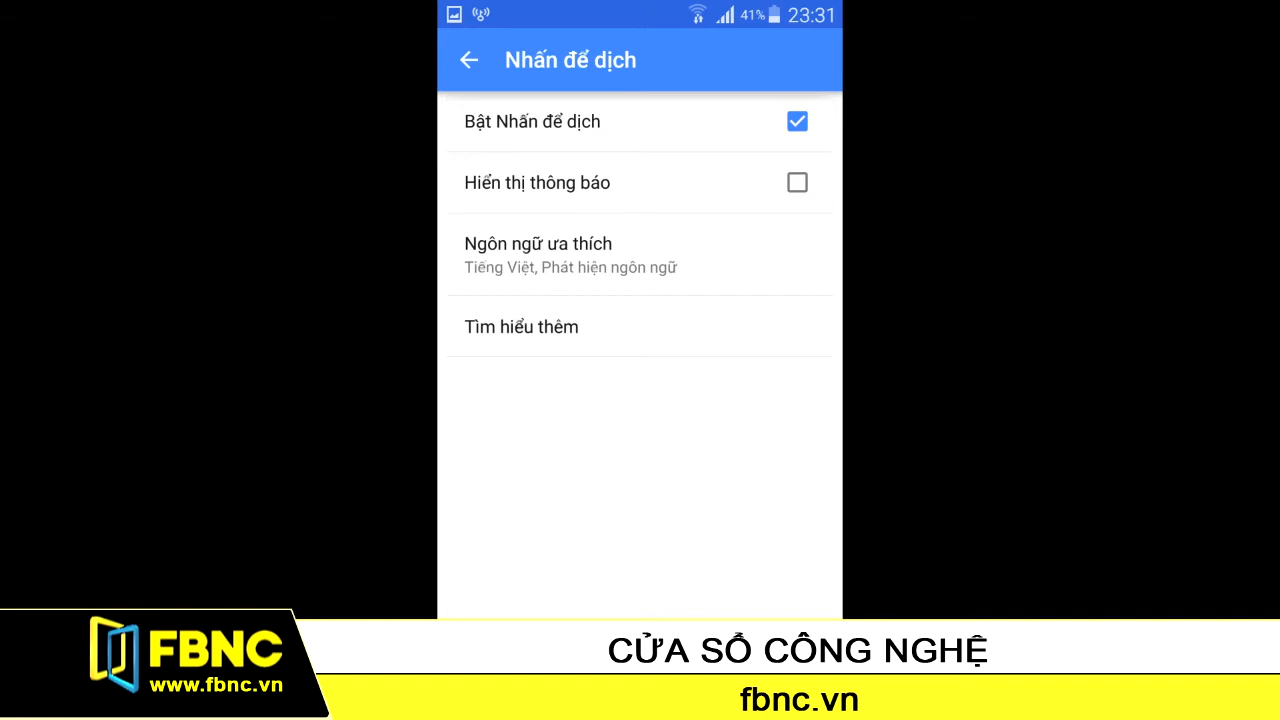 41% 23:31
Nhấn để dịch
Bật Nhấn để dịch
Hiển thị thông báo
Ngôn ngữ ưa thích
Tiếng Việt, Phát hiện ngôn ngữ
Tìm hiểu thêm
FBNC
www.fbnc.vn
CỬA SỔ CÔNG NGHỆ
fbnc.vn